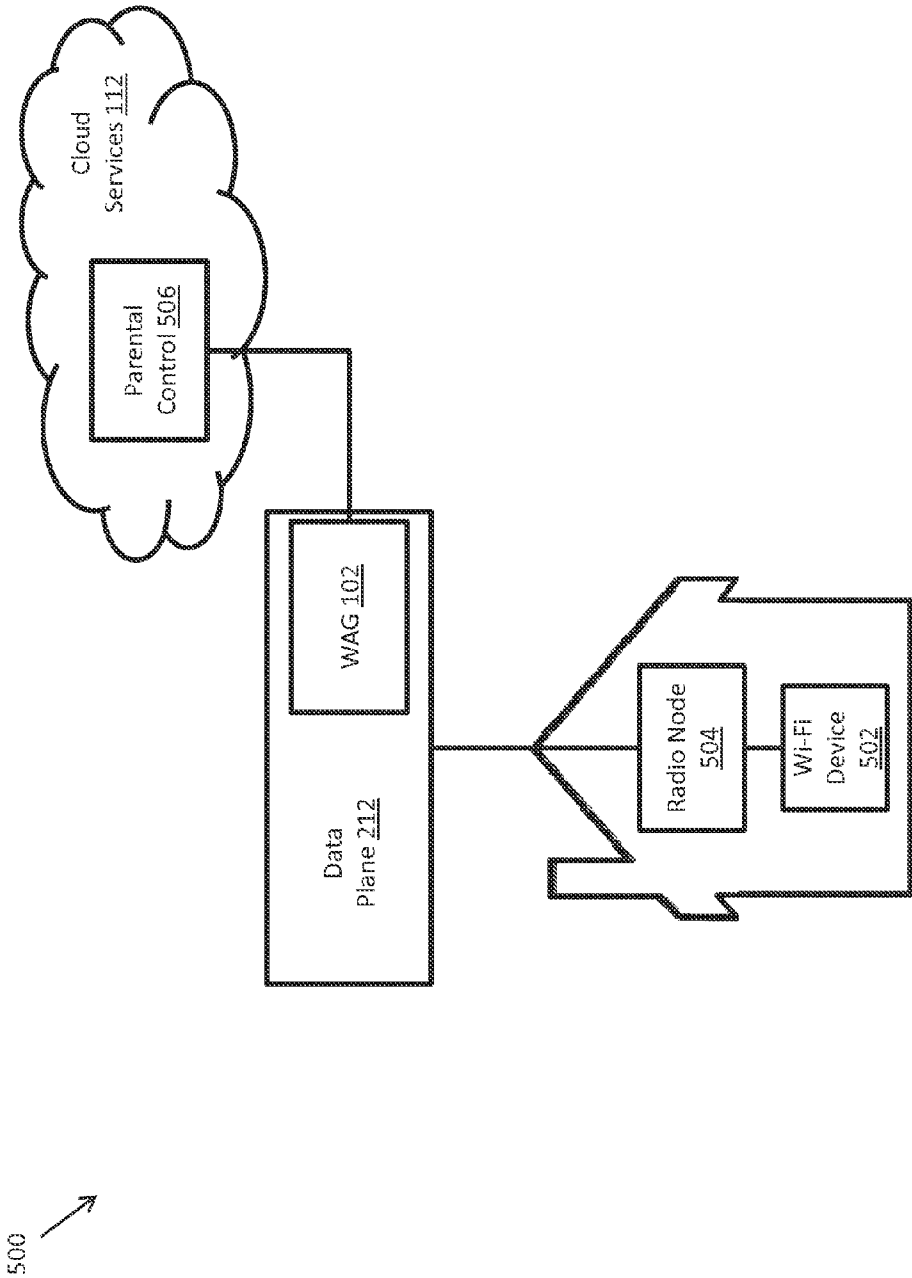 500
Cloud
Services 112
Parental
Control 506
Data
Plane 212
WAG 102
Radio Node
504
Wi-Fi
Device
502